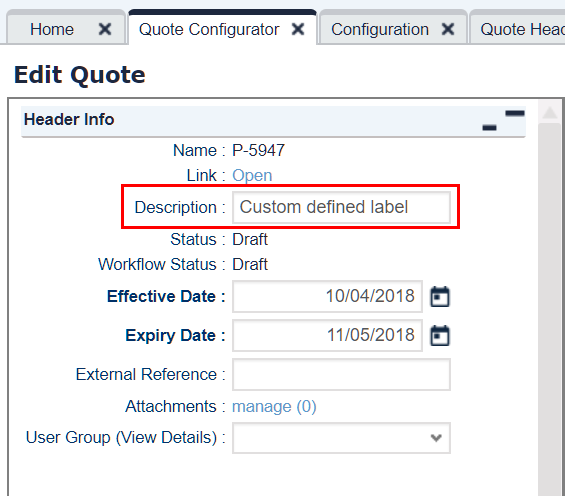 Home Quote Configurator Configuration Quote Head
Edit Quote
Header Info
Name : P-5947
Link : Open
Description : Custom defined label
Status : Draft
Workflow Status : Draft
Effective Date : 10/04/2018
Expiry Date : 11/05/2018
External Reference :
Attachments : manage (0)
User Group (View Details) :